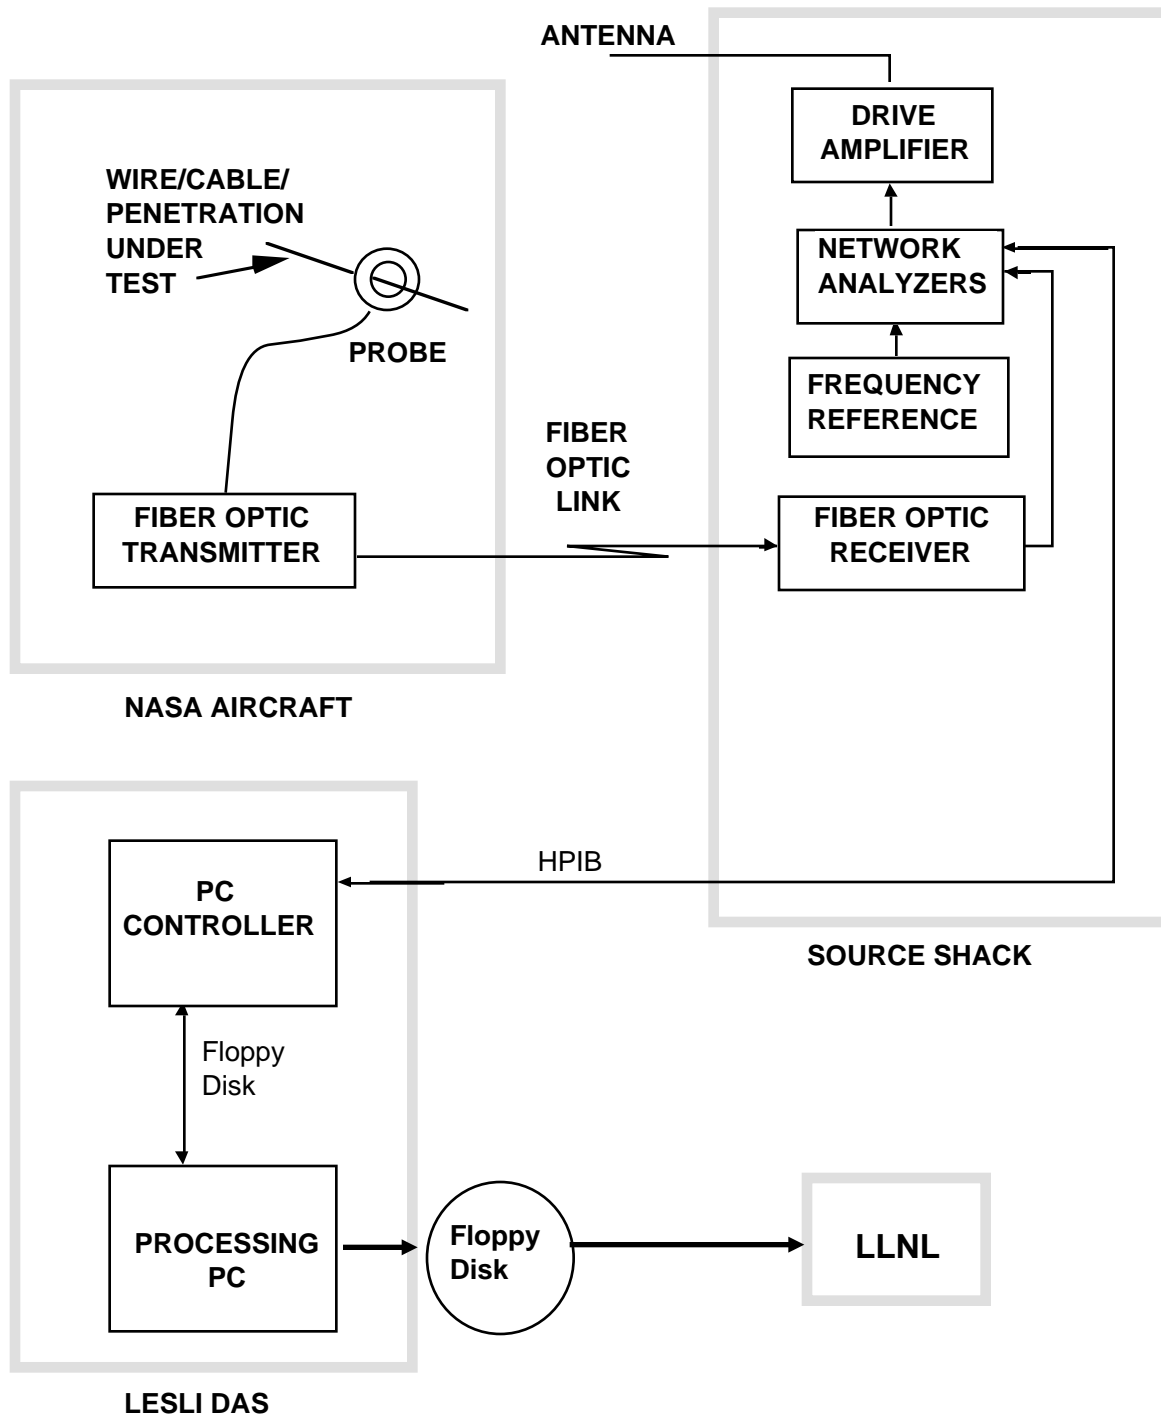 ANTENNA
DRIVE
AMPLIFIER
WIRE/CABLE/
PENETRATION
UNDER
TEST
NETWORK
ANALYZERS
PROBE
FREQUENCY
REFERENCE
FIBER
OPTIC
LINK
FIBER OPTIC
TRANSMITTER
FIBER OPTIC
RECEIVER
NASA AIRCRAFT
HPIB
PC
CONTROLLER
SOURCE SHACK
Floppy
Disk
PROCESSING
PC
Floppy
Disk
LLNL
LESLI DAS